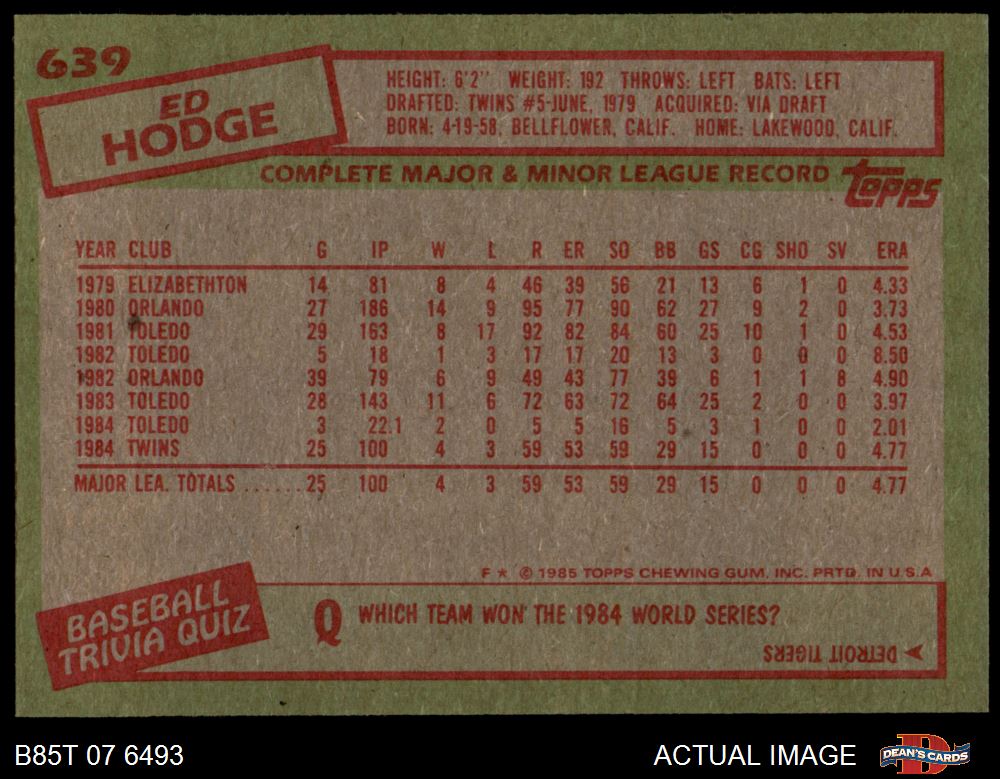 639
ED
HODGE
HEIGHT: 6'2" WEIGHT: 192 THROWS: LEFT BATS: LEFT
DRAFTED: TWINS #5-JUNE, 1979 ACQUIRED: VIA DRAFT
BORN: 4-19-58, BELLFLOWER, CALIF. HOME: LAKEWOOD, CALIF.
COMPLETE MAJOR & MINOR LEAGUE RECORD topps
YEAR CLUB G IP W L R ER SO BB GS CG SHO SV ERA
1979 ELIZABETHTON 14 81 8 4 46 39 56 21 13 6 1 0 4.33
1980 ORLANDO 27 186 14 9 95 77 90 62 27 9 2 0 3.73
1981 TOLEDO 29 163 8 17 92 82 84 60 25 10 1 0 4.53
1982 TOLEDO 5 18 1 3 17 17 20 13 3 0 0 0 8.50
1982 ORLANDO 39 79 6 9 49 43 77 39 6 1 1 8 4.90
1983 TOLEDO 28 143 11 6 72 63 72 64 25 2 0 0 3.97
1984 TOLEDO 3 22.1 2 0 5 5 16 5 3 1 0 0 2.01
1984 TWINS 25 100 4 3 59 53 59 29 15 0 0 0 4.77
MAJOR LEA. TOTALS ......25 100 4 3 59 53 59 29 15 0 0 0 4.77
F * © 1985 TOPPS CHEWING GUM, INC. PRTD. IN U.S.A
BASEBALL
TRIVIA QUIZ
Q WHICH TEAM WON THE 1984 WORLD SERIES?
DETROIT TIGERS
B85T 07 6493
ACTUAL IMAGE
DEAN'S CARDS